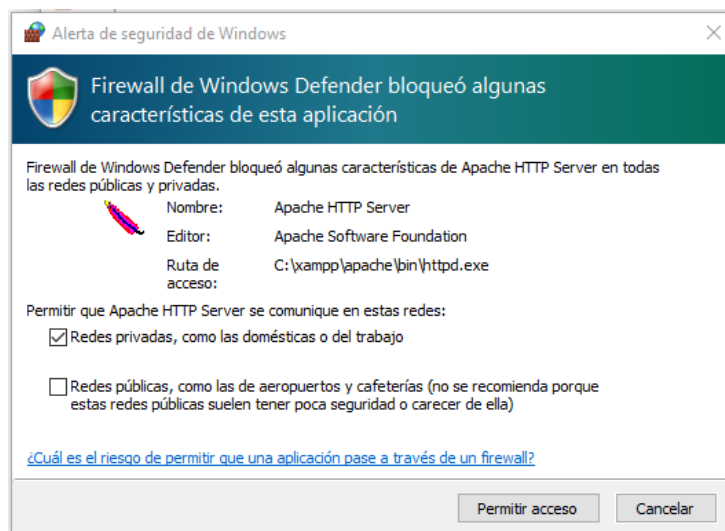 Alerta de seguridad de Windows
Firewall de Windows Defender bloqueó algunas
características de esta aplicación
Firewall de Windows Defender bloqueó algunas características de Apache HTTP Server en todas
las redes públicas y privadas.
Nombre: Apache HTTP Server
Editor: Apache Software Foundation
Ruta de C:\xampp\apache\bin\httpd.exe
acceso:
Permitir que Apache HTTP Server se comunique en estas redes:
Redes privadas, como las domésticas o del trabajo
Redes públicas, como las de aeropuertos y cafeterías (no se recomienda porque
estas redes públicas suelen tener poca seguridad o carecer de ella)
¿Cuál es el riesgo de permitir que una aplicación pase a través de un firewall?
Permitir acceso Cancelar